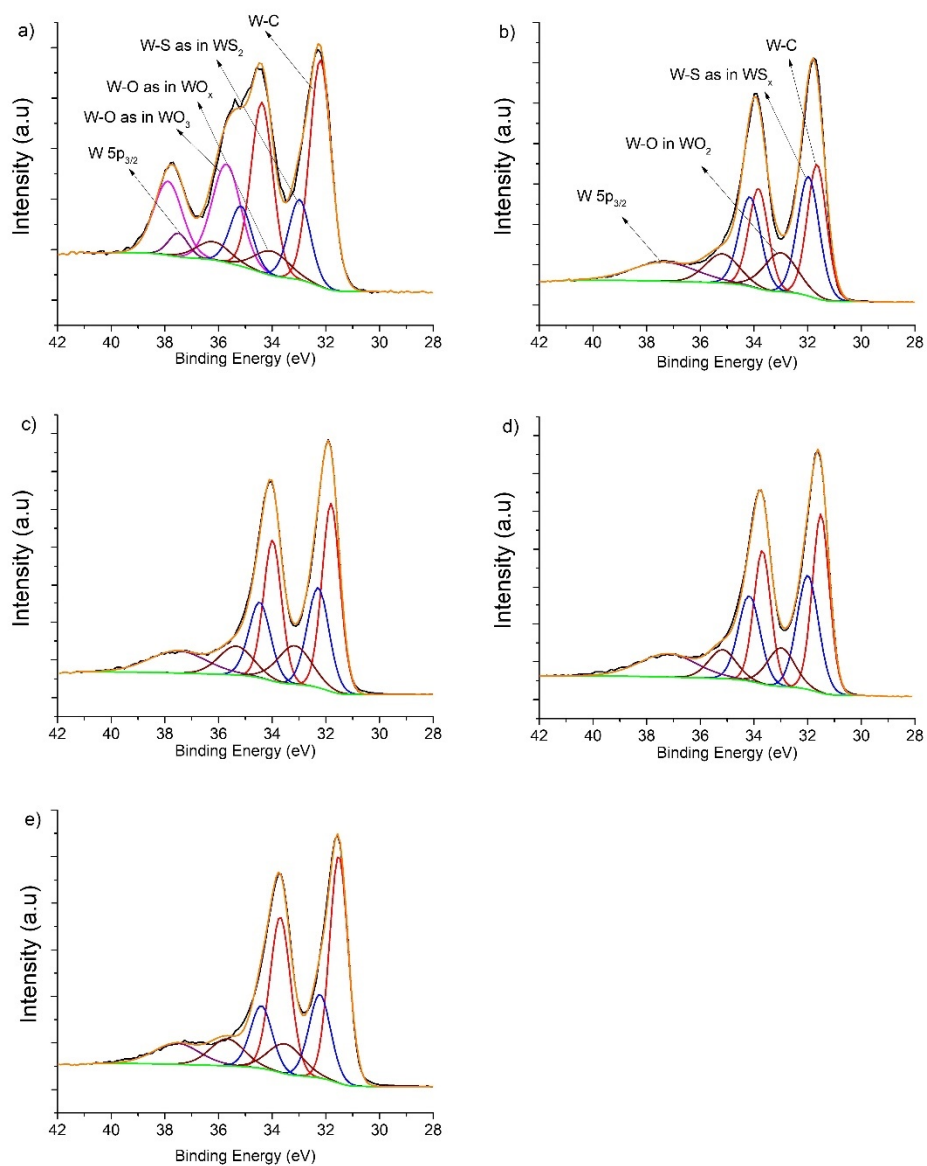 a)
W-C
W-S as in WS₂
W-O as in WOₓ
W-O as in WO₃
W 5p₃/₂
Intensity (a.u)
42 40 38 36 34 32 30 28
Binding Energy (eV)
b)
W-C
W-S as in WSₓ
W-O in WO₂
W 5p₃/₂
Intensity (a.u)
42 40 38 36 34 32 30 28
Binding Energy (eV)
c)
Intensity (a.u)
42 40 38 36 34 32 30 28
Binding Energy (eV)
d)
Intensity (a.u)
42 40 38 36 34 32 30 28
Binding Energy (eV)
e)
Intensity (a.u)
42 40 38 36 34 32 30 28
Binding Energy (eV)